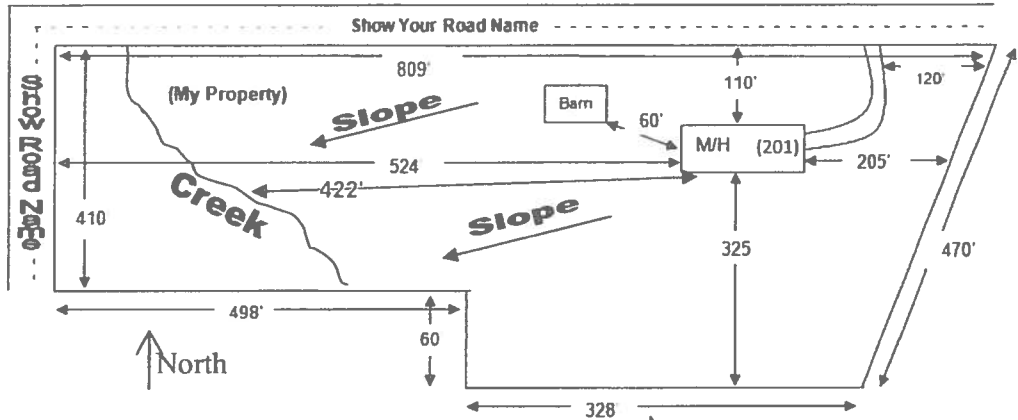 Show Your Road Name
Show Road Name
809'
110'
120'
(My Property)
Slope
Barn
60'
M/H (201)
524'
205'
422'
Creek
410
Slope
325
470'
498'
60
North
328'